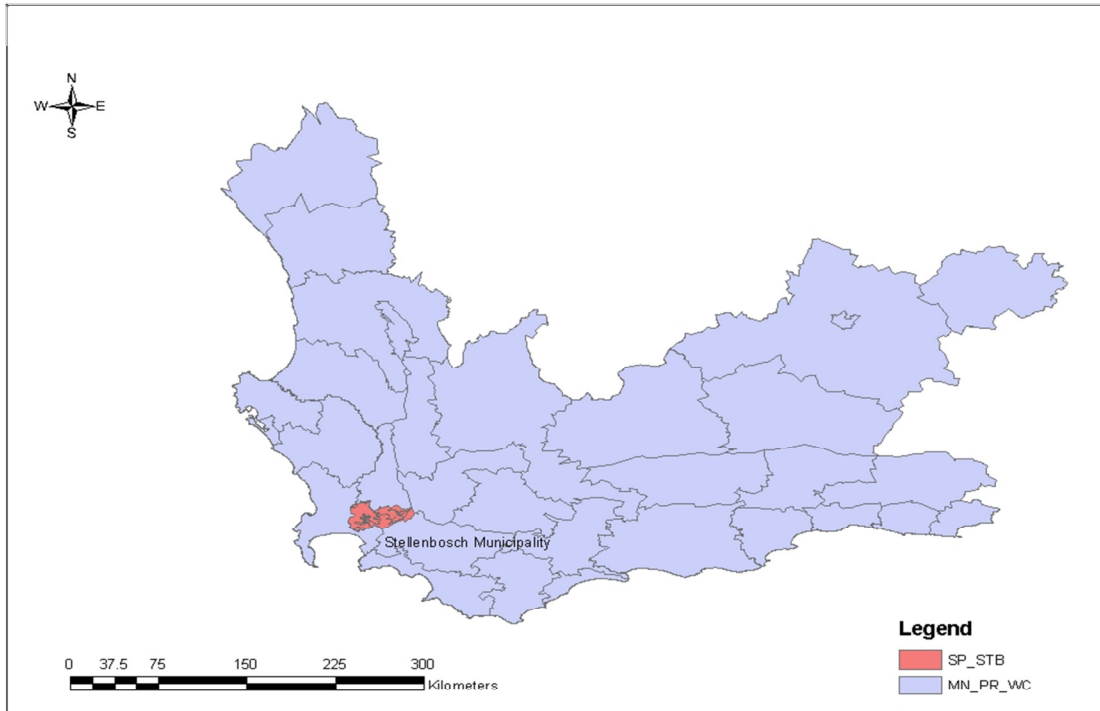 N
W E
S
Stellenbosch Municipality
0 37.5 75 150 225 300
Kilometers
Legend
SP_STB
MN_PR_WC